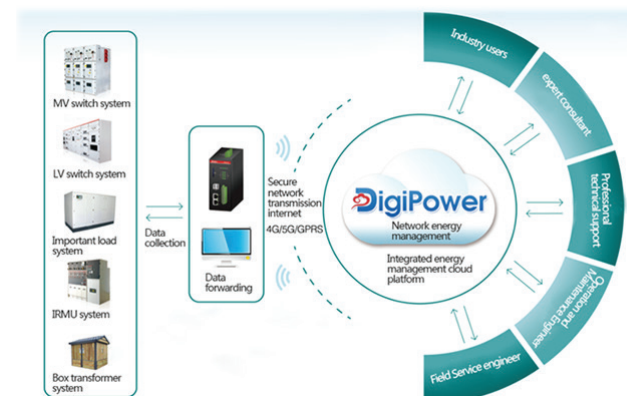 MV switch system
LV switch system
Important load
system
IRMU system
Box transformer
system
Data
collection
Data
forwarding
Secure
network
transmission
internet
4G/5G/GPRS
DigiPower
Network energy
management
Integrated energy
management cloud
platform
Industry users
expert consultant
Professional
technical support
Operation and
Maintenance Engineer
Field Service engineer